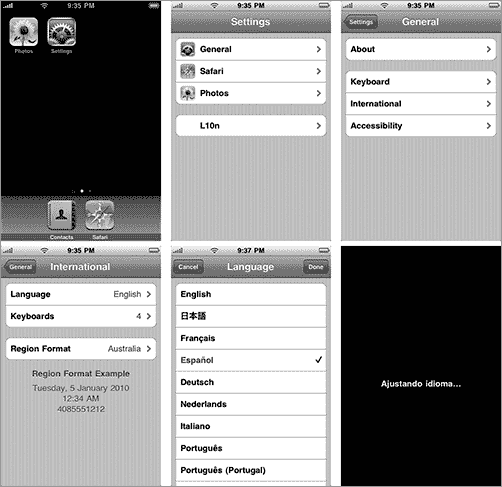 9:35 PM
Photos
Settings
Contacts
Safari
9:35 PM
Settings
General
Safari
Photos
L10n
9:35 PM
Settings
General
About
Keyboard
International
Accessibility
9:35 PM
General
International
Language English
Keyboards 4
Region Format Australia
Region Format Example
Tuesday, 5 January 2010
12:34 AM
4085551212
9:37 PM
Cancel
Language
Done
English
日本語
Français
Español
Deutsch
Nederlands
Italiano
Português
Português (Portugal)
Ajustando idioma...